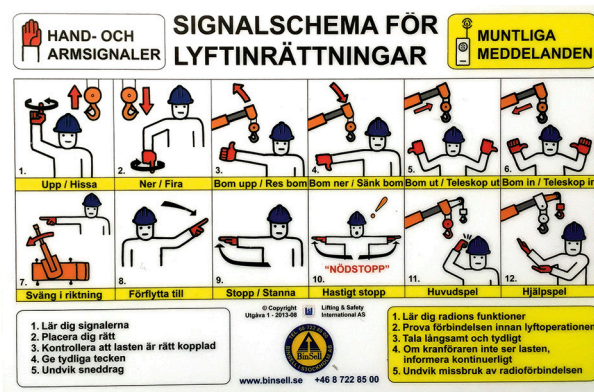 HAND- OCH
ARMSIGNALER
SIGNALSCHEMA FÖR
LYFTINRÄTTNINGAR
MUNTLIGA
MEDDELANDEN
1.
Upp / Hissa
2.
Ner / Fira
3.
Bom upp / Res bom
4.
Bom ner / Sänk bom
5.
Bom ut / Teleskop ut
6.
Bom in / Teleskop in
7.
Sväng i riktning
8.
Förflytta till
9.
Stopp / Stanna
10.
"NÖDSTOPP"
Hastigt stopp
11.
Huvudspel
12.
Hjälpspel
1. Lär dig signalerna
2. Placera dig rätt
3. Kontrollera att lasten är rätt kopplad
4. Ge tydliga tecken
5. Undvik sneddrag
© Copyright
Utgåva 1 - 2013-08
Lifting & Safety
International AS
BinSell
www.binsell.se +46 8 722 85 00
1. Lär dig radions funktioner
2. Prova förbindelsen innan lyftoperationen
3. Tala långsamt och tydligt
4. Om kranföraren inte ser lasten,
informera kontinuerligt
5. Undvik missbruk av radioförbindelsen